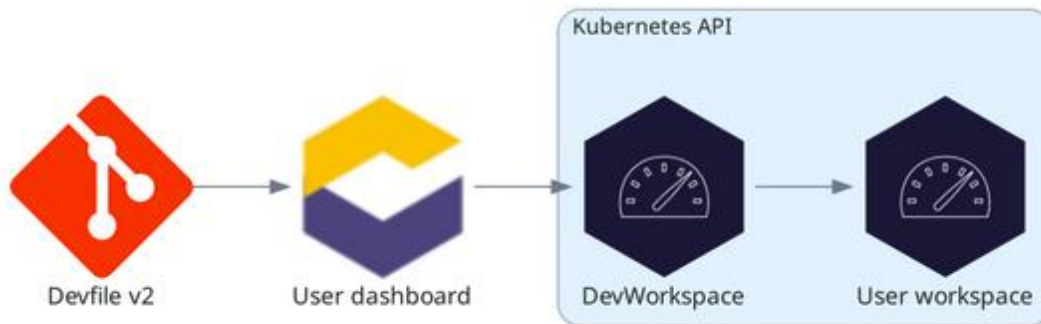 Kubernetes API
Devfile v2
User dashboard
DevWorkspace
User workspace